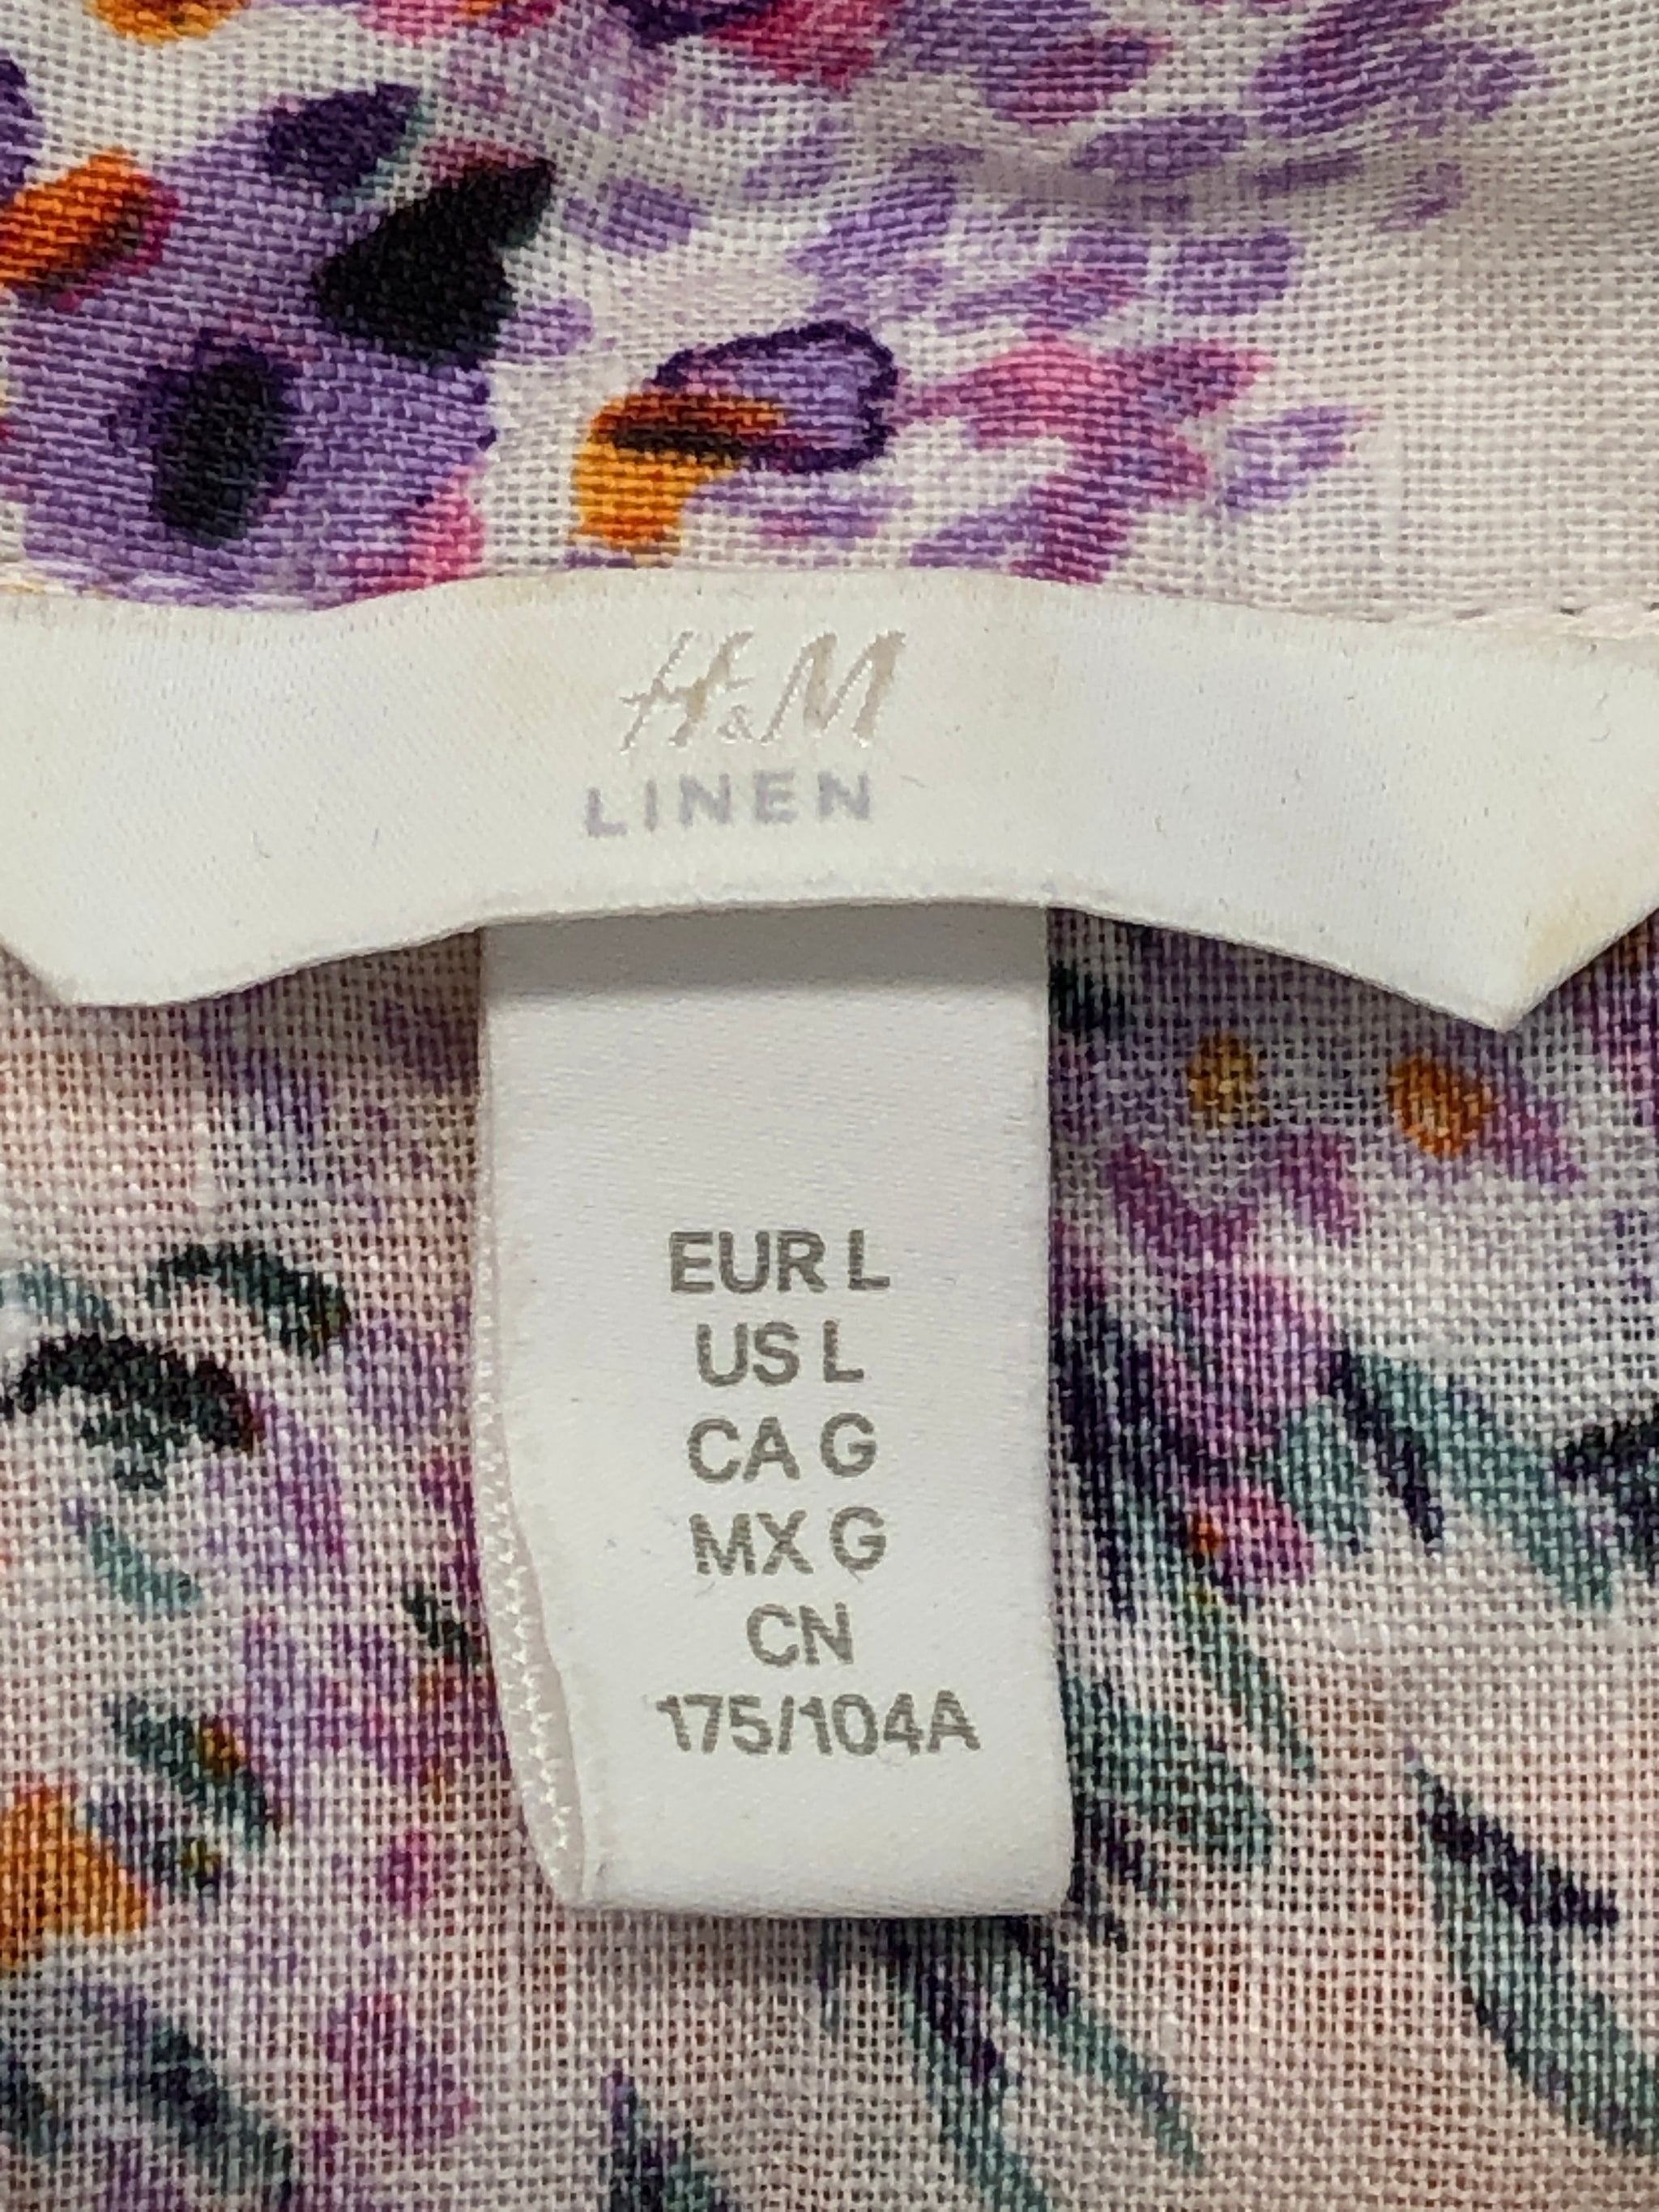 H&M
LINEN
EUR L
US L
CA G
MX G
CN
175/104A